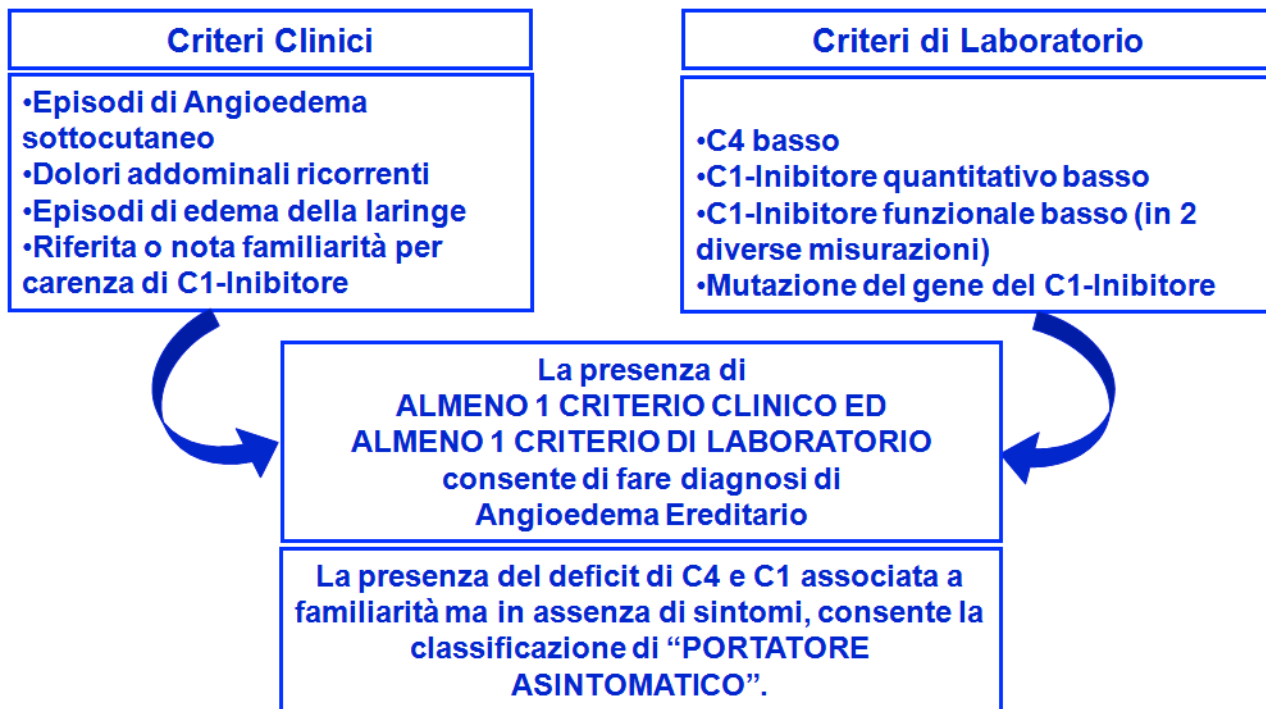 Criteri Clinici
•Episodi di Angioedema
sottocutaneo
•Dolori addominali ricorrenti
•Episodi di edema della laringe
•Riferita o nota familiarità per
carenza di C1-Inibitore
Criteri di Laboratorio
•C4 basso
•C1-Inibitore quantitativo basso
•C1-Inibitore funzionale basso (in 2
diverse misurazioni)
•Mutazione del gene del C1-Inibitore
La presenza di
ALMENO 1 CRITERIO CLINICO ED
ALMENO 1 CRITERIO DI LABORATORIO
consente di fare diagnosi di
Angioedema Ereditario
La presenza del deficit di C4 e C1 associata a
familiarità ma in assenza di sintomi, consente la
classificazione di “PORTATORE
ASINTOMATICO”.